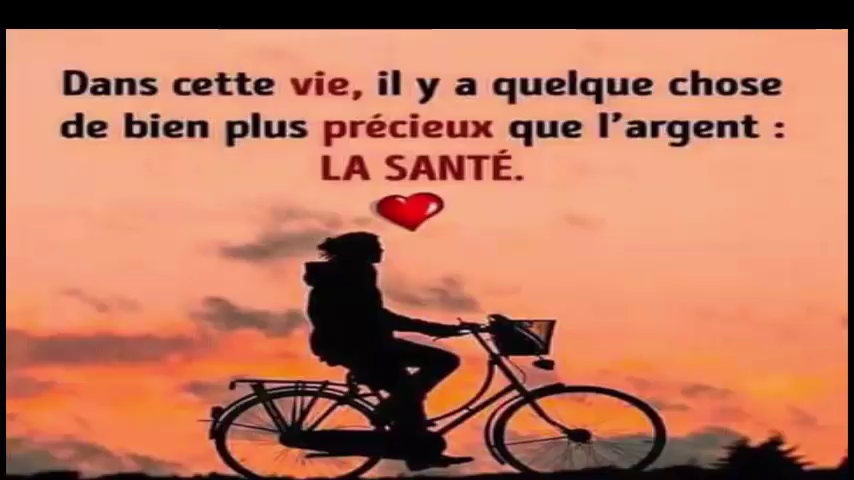 Dans cette vie, il y a quelque chose
de bien plus précieux que l'argent :
LA SANTÉ.